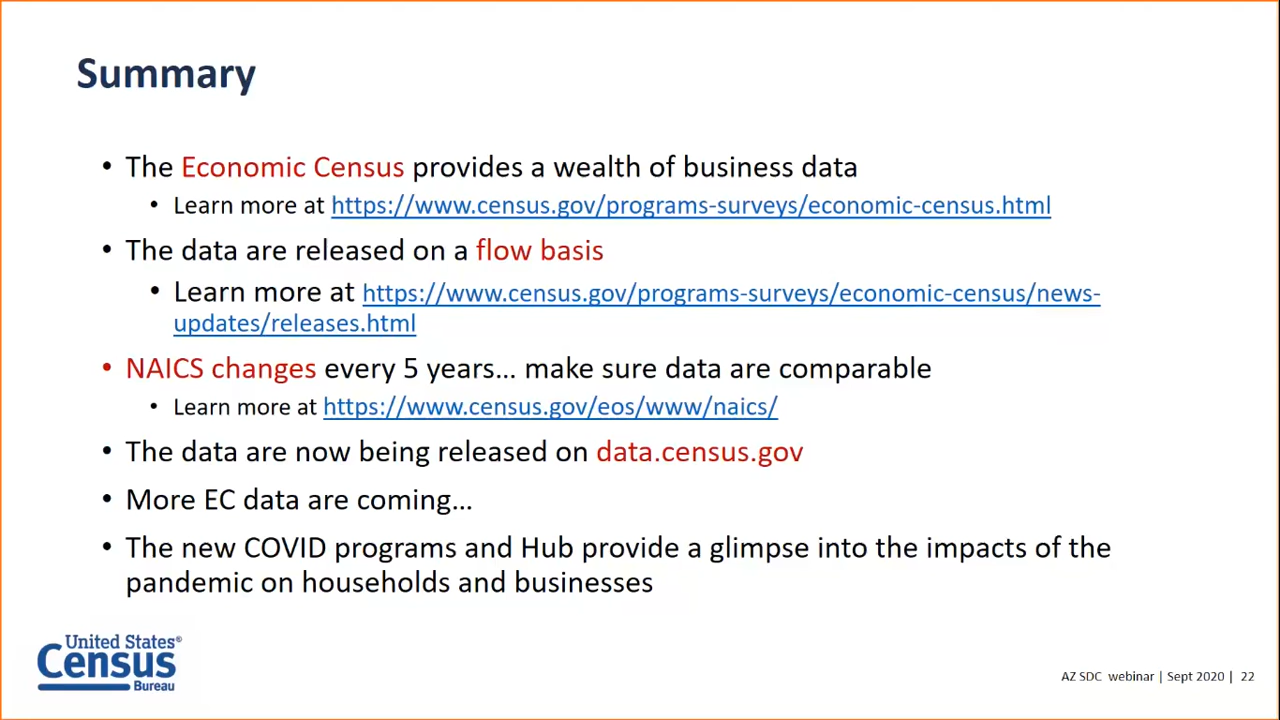 Summary
• The Economic Census provides a wealth of business data
• Learn more at https://www.census.gov/programs-surveys/economic-census.html
• The data are released on a flow basis
• Learn more at https://www.census.gov/programs-surveys/economic-census/news-
updates/releases.html
• NAICS changes every 5 years... make sure data are comparable
• Learn more at https://www.census.gov/eos/www/naics/
• The data are now being released on data.census.gov
• More EC data are coming...
• The new COVID programs and Hub provide a glimpse into the impacts of the
pandemic on households and businesses
United States®
Census
Bureau
AZ SDC webinar | Sept 2020 | 22